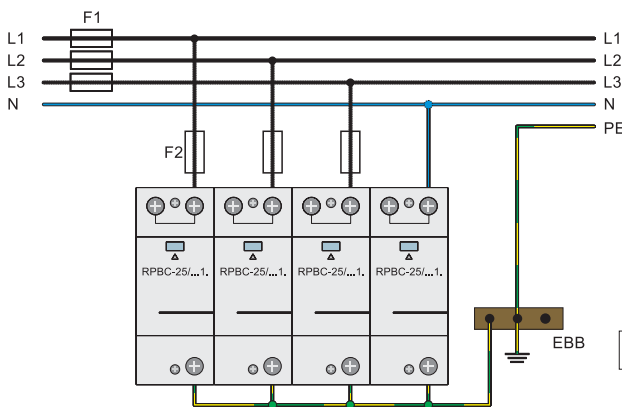 F1
L1 L1
L2 L2
L3 L3
N N
PE
F2
RPBC-25/...1. RPBC-25/...1. RPBC-25/...1. RPBC-25/...1.
EBB